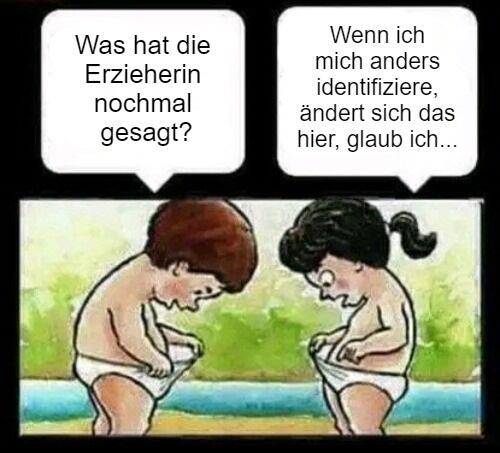 Was hat die
Erzieherin
nochmal
gesagt?
Wenn ich
mich anders
identifiziere,
ändert sich das
hier, glaub ich...